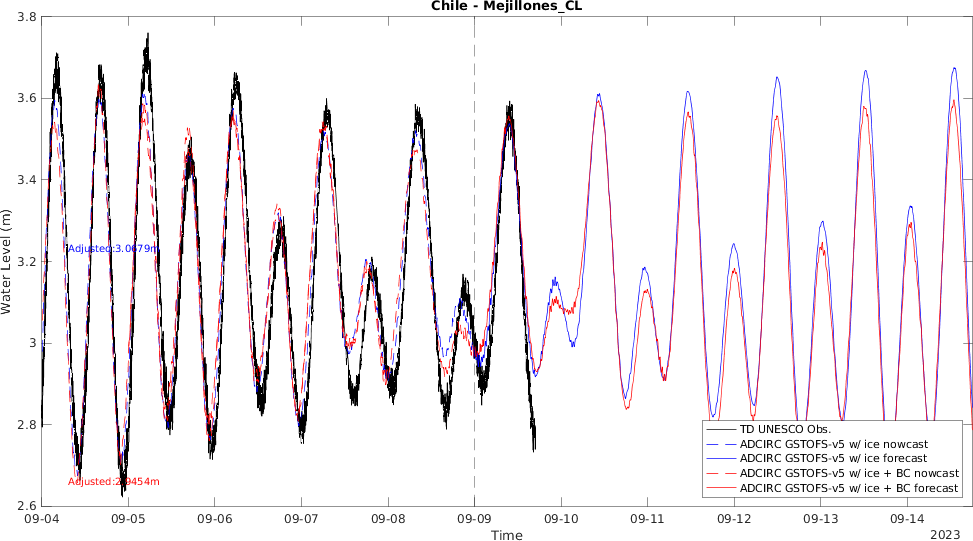 Chile - Mejillones_CL
3.8
3.6
3.4
3.2
3
2.8
2.6
Water Level (m)
Adjusted:3.0679m
Adjusted:2.9454m
TD UNESCO Obs.
ADCIRC GSTOFS-v5 w/ ice nowcast
ADCIRC GSTOFS-v5 w/ ice forecast
ADCIRC GSTOFS-v5 w/ ice + BC nowcast
ADCIRC GSTOFS-v5 w/ ice + BC forecast
09-04 09-05 09-06 09-07 09-08 09-09 09-10 09-11 09-12 09-13 09-14
Time
2023